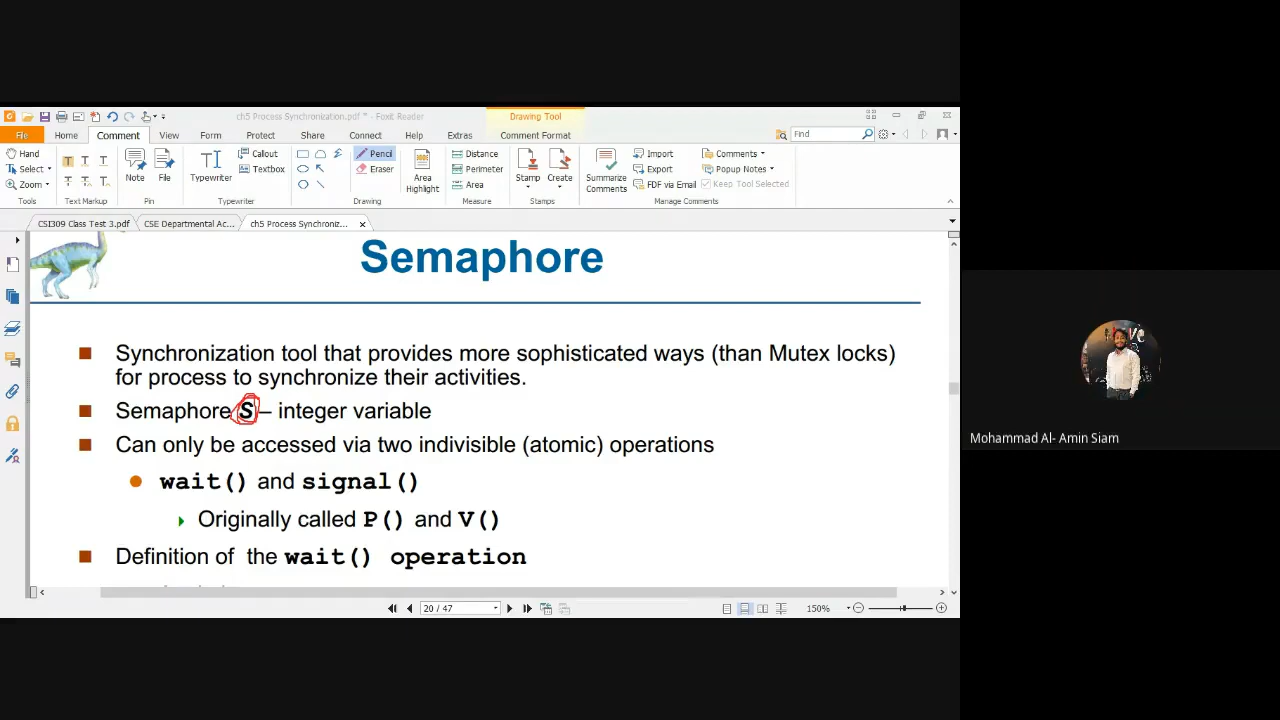 ch5 Process Synchronization.pdf * - Foxit Reader
Drawing Tool
File Home Comment View Form Protect Share Connect Help Extras Comment Format Find
Hand
Select
Zoom
Tools
T T T
T T T
Text Markup
Note File
Pin
Typewriter
Callout
Textbox
Typewriter
Pencil
Eraser
Drawing
Area Highlight
Distance
Perimeter
Area
Measure
Stamp Create
Stamps
Summarize Comments
Import
Export
FDF via Email
Comments
Popup Notes
Keep Tool Selected
Manage Comments
CSI309 Class Test 3.pdf CSE Departmental Ac... ch5 Process Synchroniz...
Semaphore
Synchronization tool that provides more sophisticated ways (than Mutex locks)
for process to synchronize their activities.
Semaphore S – integer variable
Can only be accessed via two indivisible (atomic) operations
wait() and signal()
Originally called P() and V()
Definition of the wait() operation
20 / 47
150%
Mohammad Al- Amin Siam